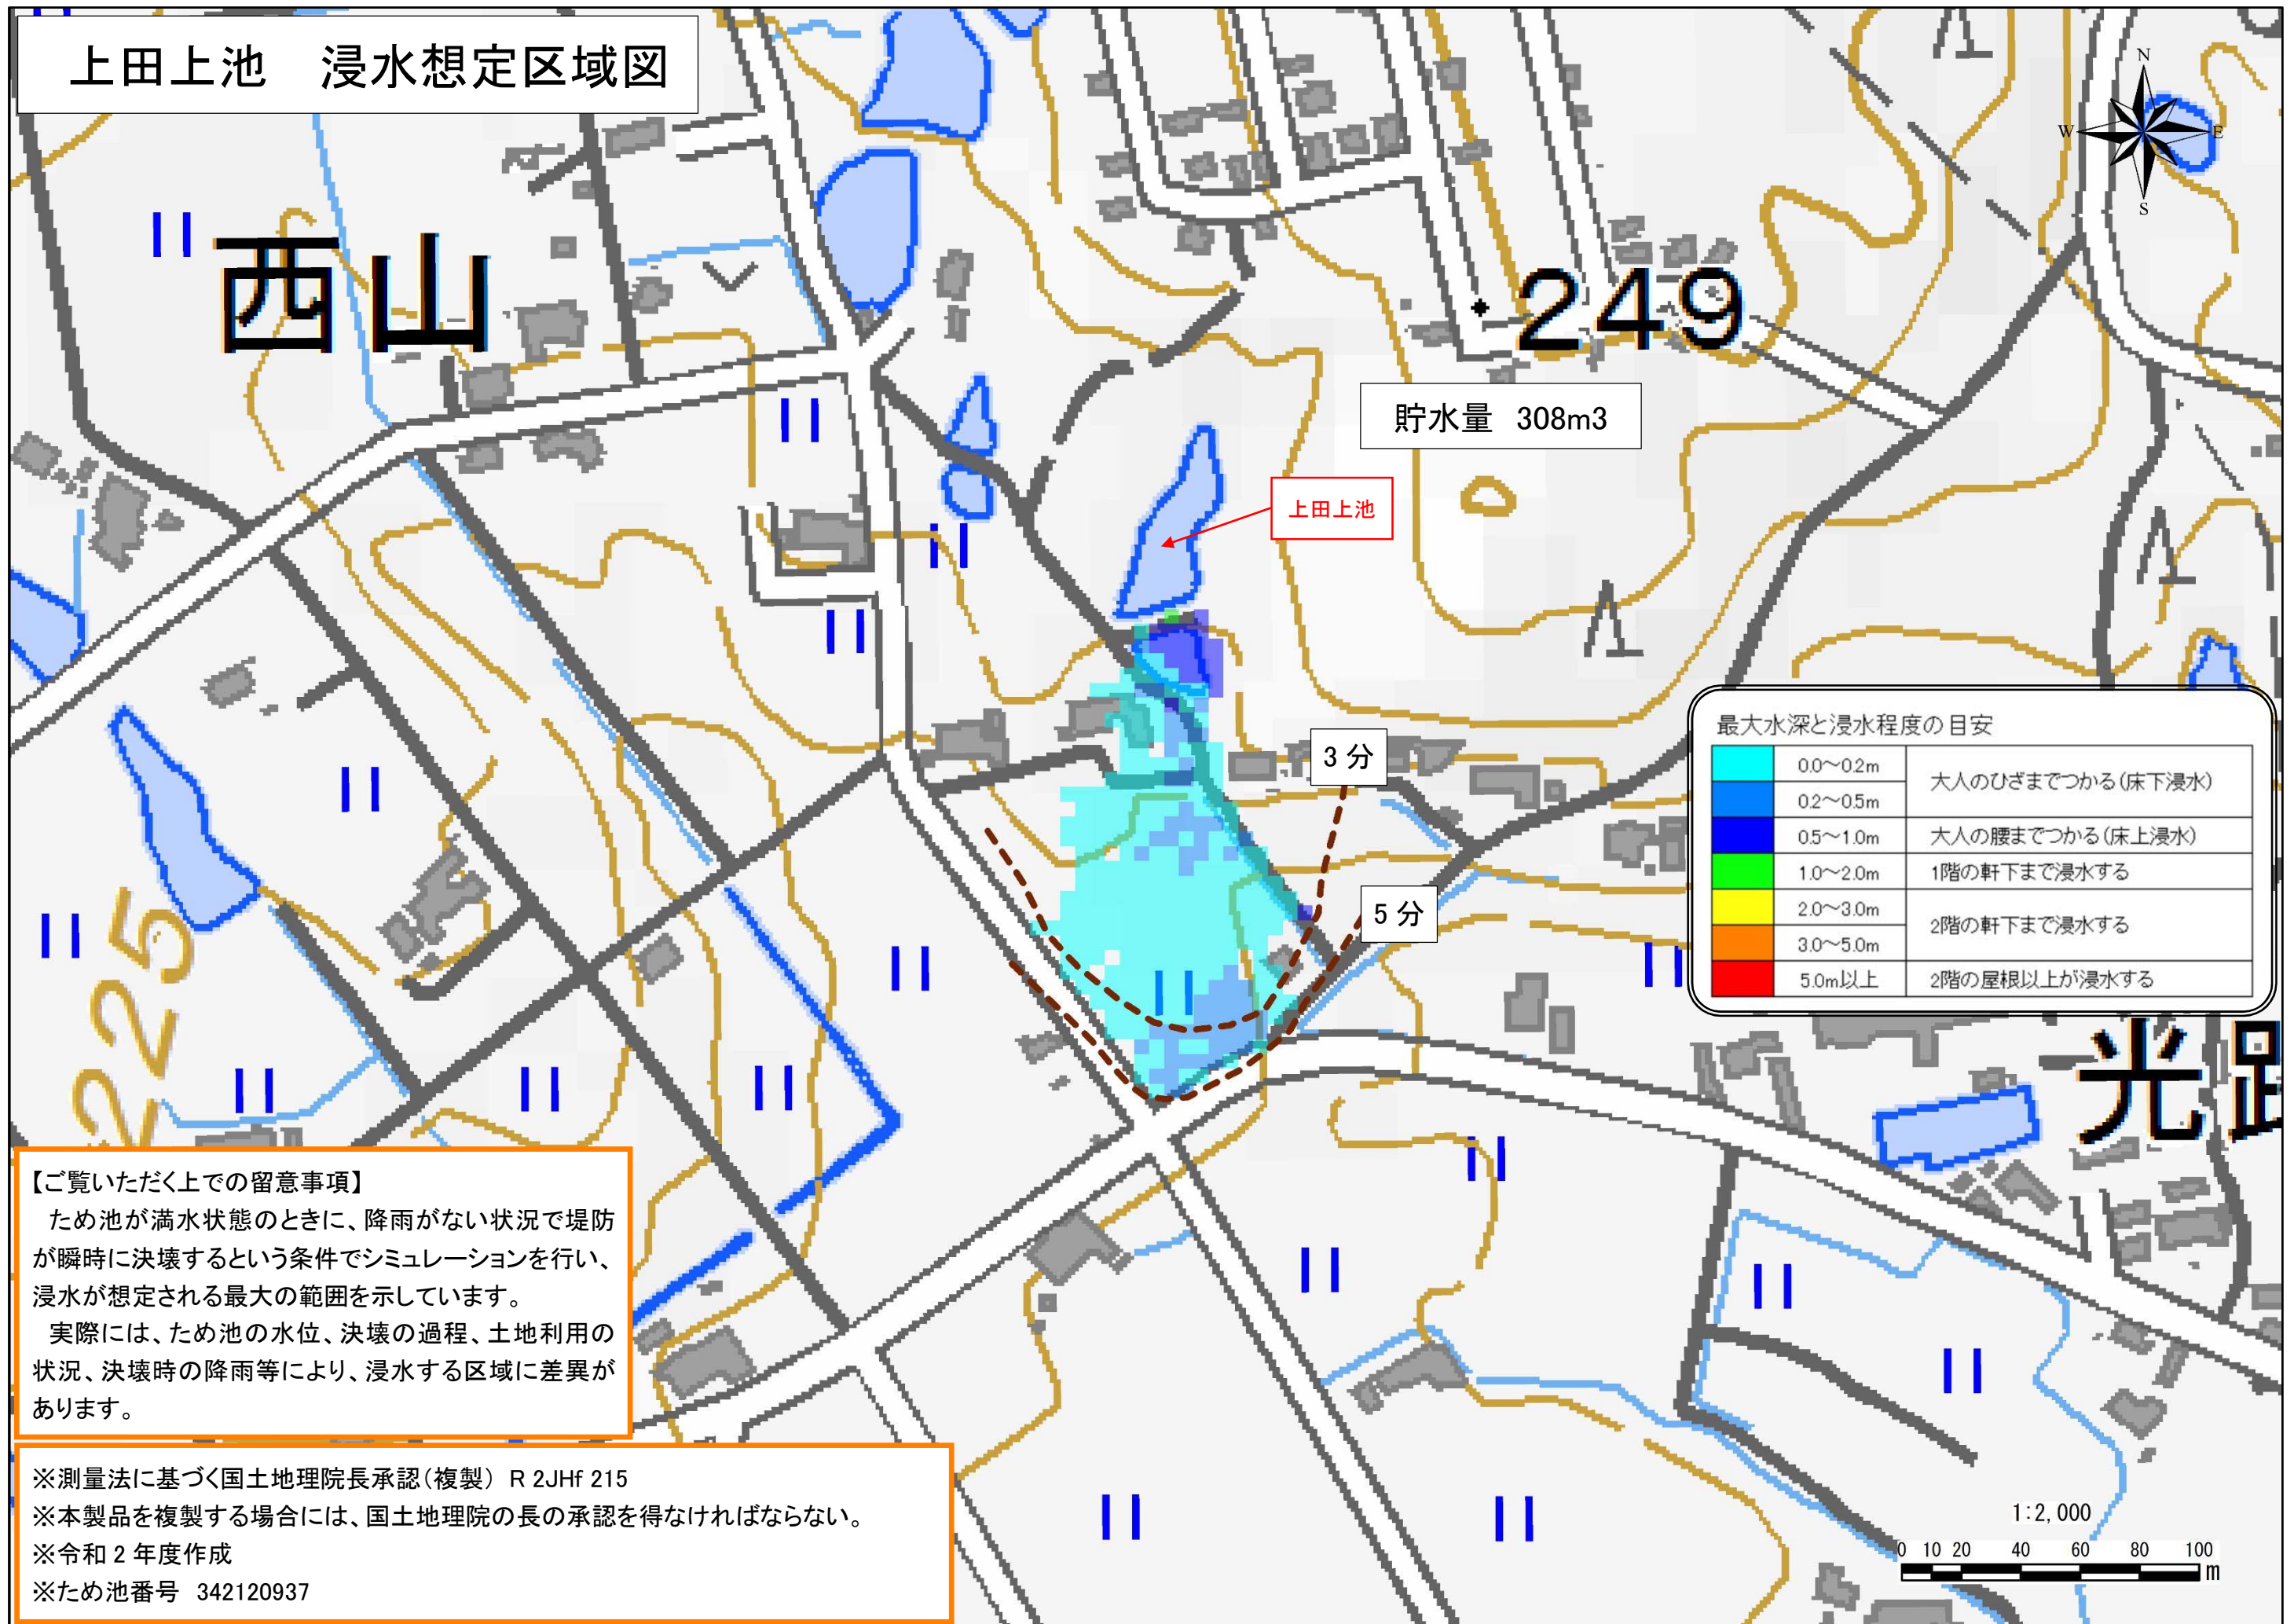 上田上池　浸水想定区域図
N
W
E
S
西山
249
貯水量 308m3
上田上池
3分
5分
最大水深と浸水程度の目安
0.0～0.2m
大人のひざまでつかる(床下浸水)
0.2～0.5m
0.5～1.0m
大人の腰までつかる(床上浸水)
1.0～2.0m
1階の軒下まで浸水する
2.0～3.0m
2階の軒下まで浸水する
3.0～5.0m
5.0m以上
2階の屋根以上が浸水する
225
光路
【ご覧いただく上での留意事項】
ため池が満水状態のときに、降雨がない状況で堤防
が瞬時に決壊するという条件でシミュレーションを行い、
浸水が想定される最大の範囲を示しています。
実際には、ため池の水位、決壊の過程、土地利用の
状況、決壊時の降雨等により、浸水する区域に差異が
あります。
※測量法に基づく国土地理院長承認(複製) R 2JHf 215
※本製品を複製する場合には、国土地理院の長の承認を得なければならない。
※令和2年度作成
※ため池番号 342120937
1:2,000
0 10 20 40 60 80 100
m